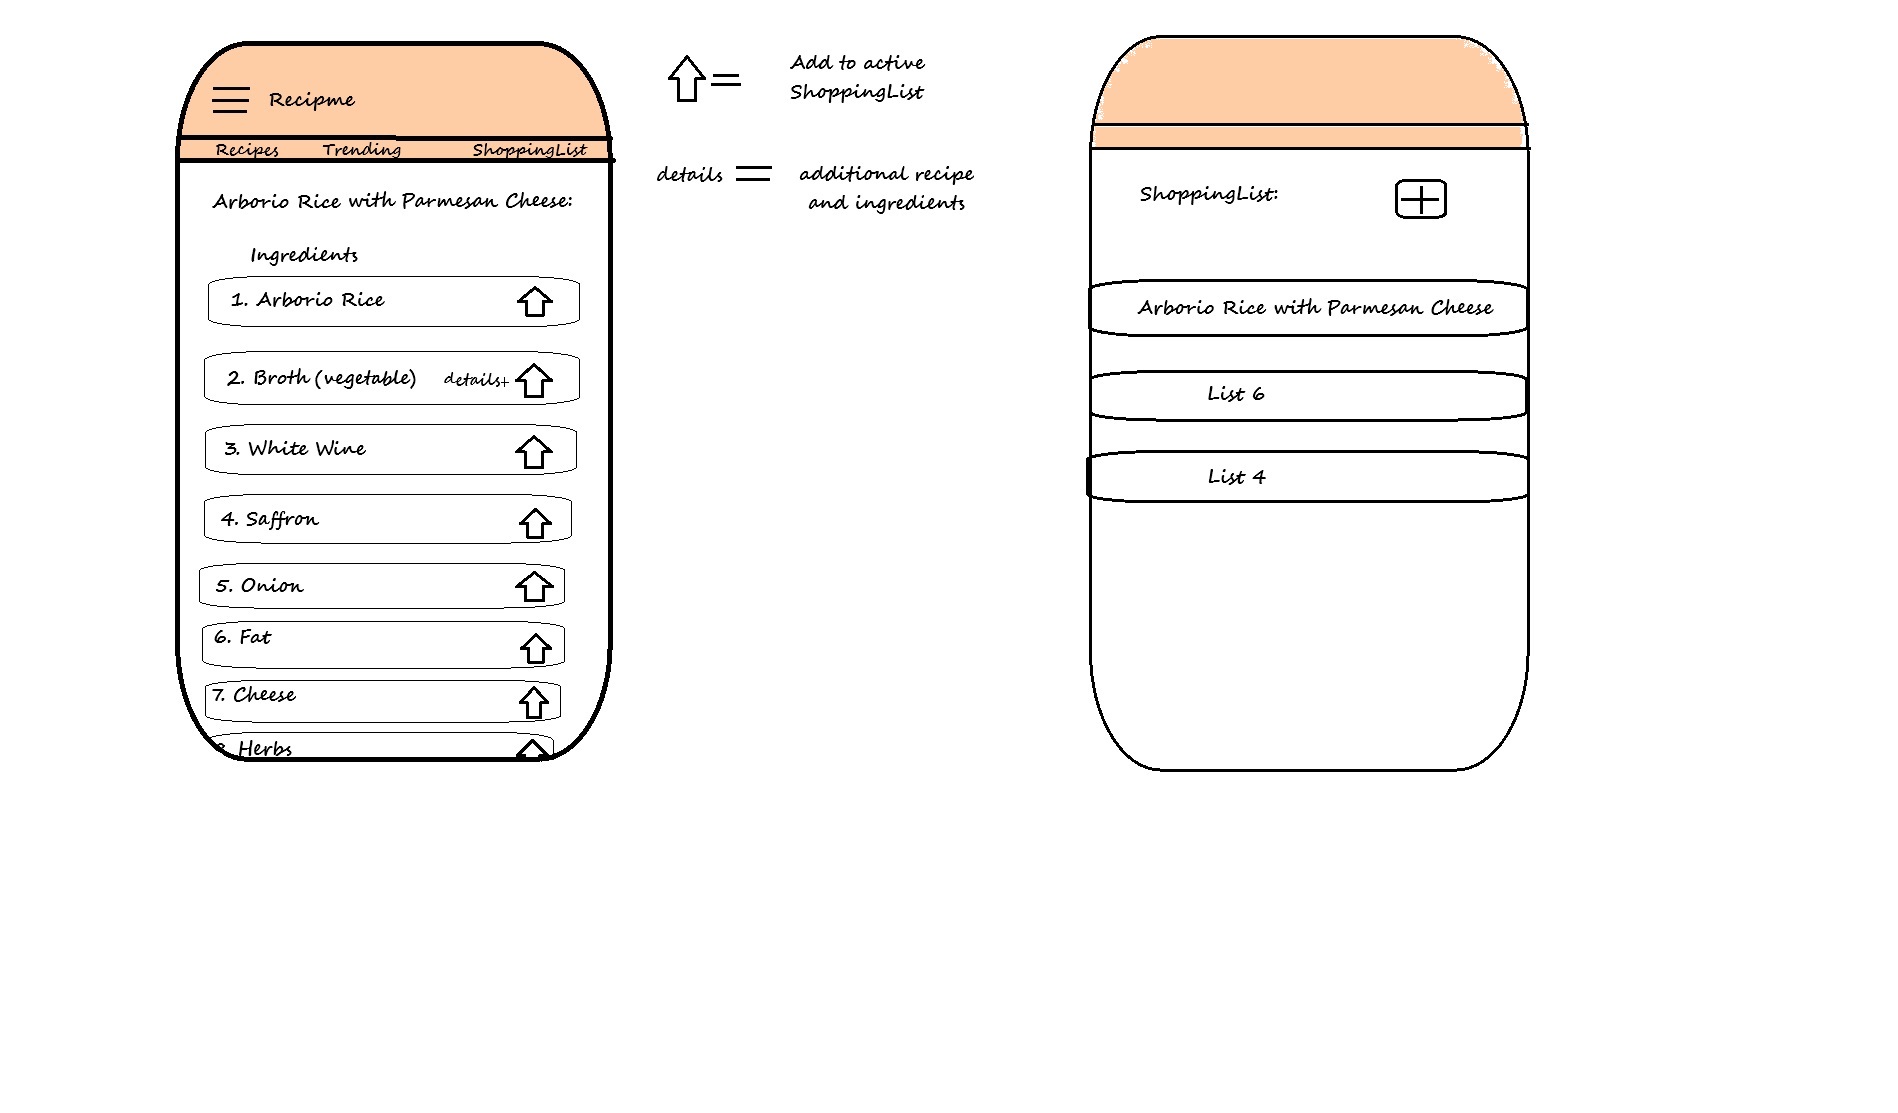 Recipme
Recipes Trending ShoppingList
Arborio Rice with Parmesan Cheese:
Ingredients
1. Arborio Rice
2. Broth (vegetable) details+
3. White Wine
4. Saffron
5. Onion
6. Fat
7. Cheese
8. Herbs
=
Add to active
ShoppingList
details = additional recipe
and ingredients
ShoppingList: +
Arborio Rice with Parmesan Cheese
List 6
List 4